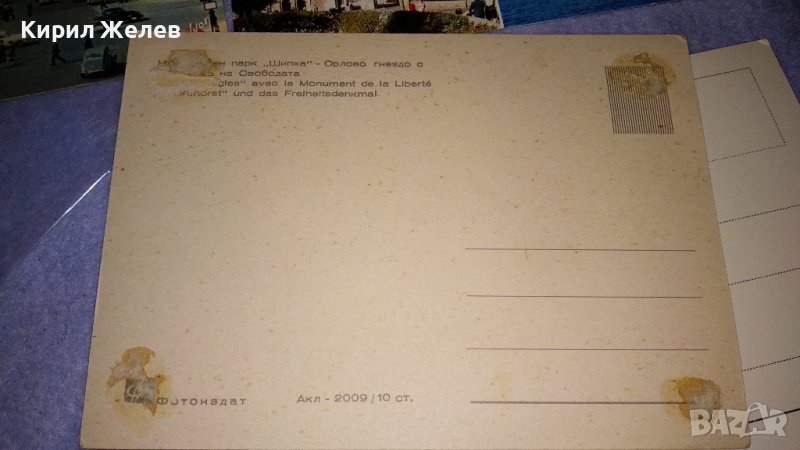 Кирил Желев
парк „Шипка“ - Орлово гнездо с
на Свободата
avec le Monument de la Liberté
und das Freiheitsdenkmal
Фотоиздат Акл - 2009 / 10 ст.
BAZAR